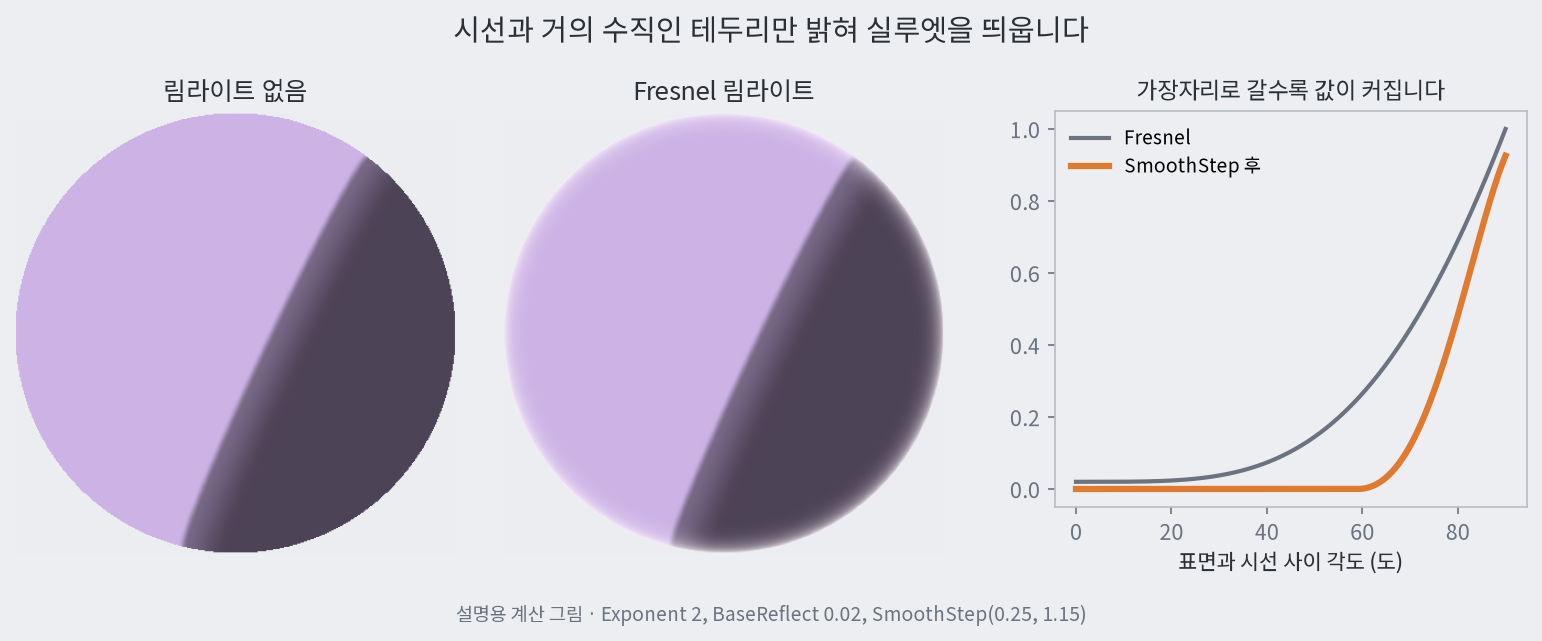 시선과 거의 수직인 테두리만 밝혀 실루엣을 띄웁니다
림라이트 없음
Fresnel 림라이트
가장자리로 갈수록 값이 커집니다
Fresnel
SmoothStep 후
1.0
0.8
0.6
0.4
0.2
0.0
0 20 40 60 80
표면과 시선 사이 각도 (도)
설명용 계산 그림 · Exponent 2, BaseReflect 0.02, SmoothStep(0.25, 1.15)